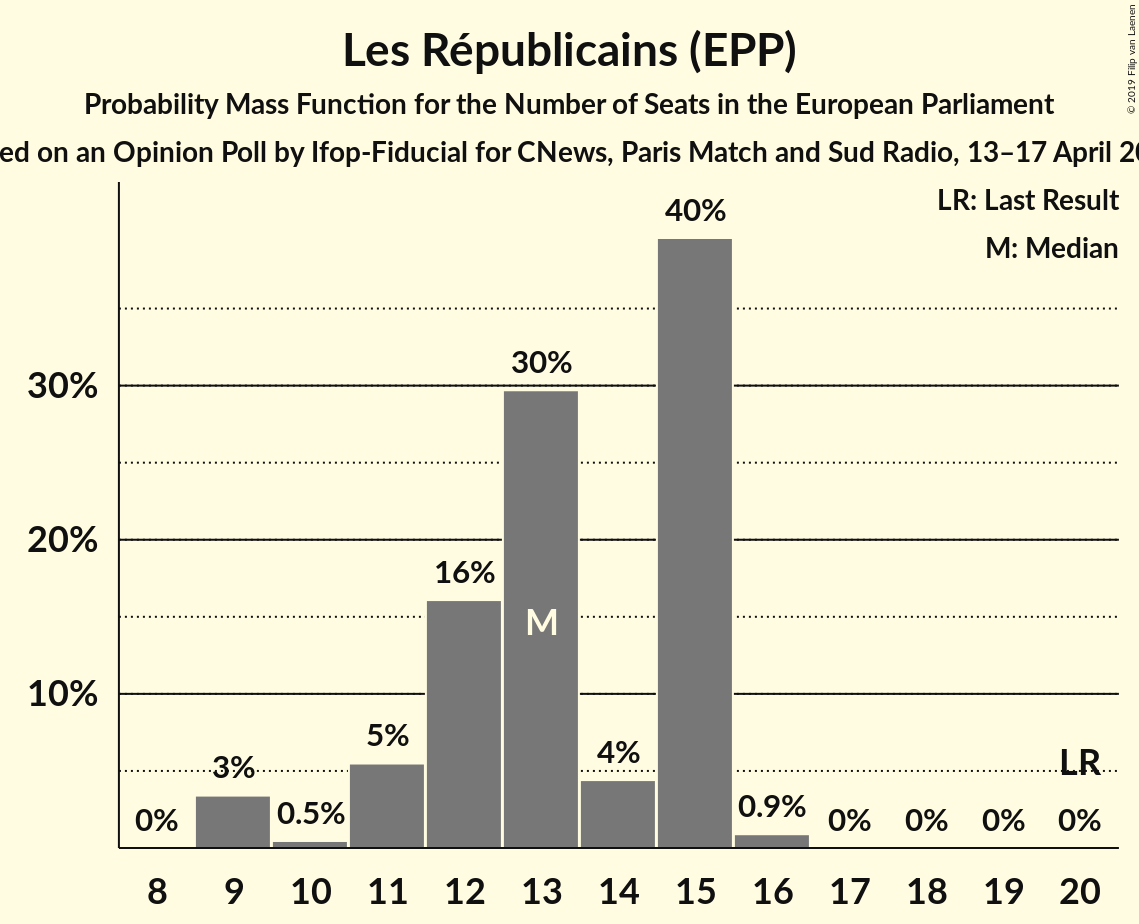 © 2019 Filip van Laenen
Les Républicains (EPP)
Probability Mass Function for the Number of Seats in the European Parliament
ed on an Opinion Poll by Ifop-Fiducial for CNews, Paris Match and Sud Radio, 13–17 April 20
LR: Last Result
M: Median
40%
30%
30%
20%
16%
M
10%
5%
4%
3%
LR
0%
0.5%
0.9%
0%
0%
0%
0%
8 9 10 11 12 13 14 15 16 17 18 19 20